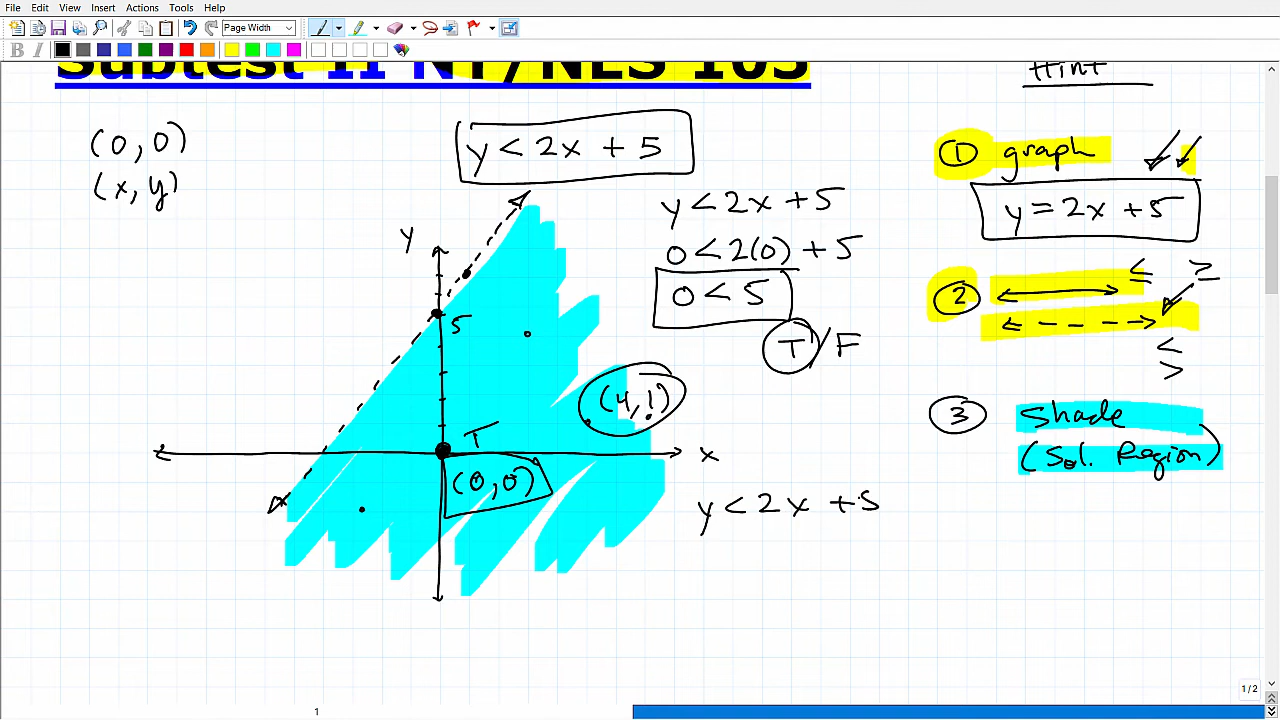 File Edit View Insert Actions Tools Help
Page Width
B I
Subtest II NT/NES 105
Hint
(0, 0)
(x, y)
y < 2x + 5
y < 2x + 5
0 < 2(0) + 5
0 < 5
T/F
y
5
(4, 1)
T
x
(0, 0)
y < 2x + 5
① graph
y = 2x + 5
②
≤ ≥
<
>
③ Shade
(Sol. Region)
1/2
1